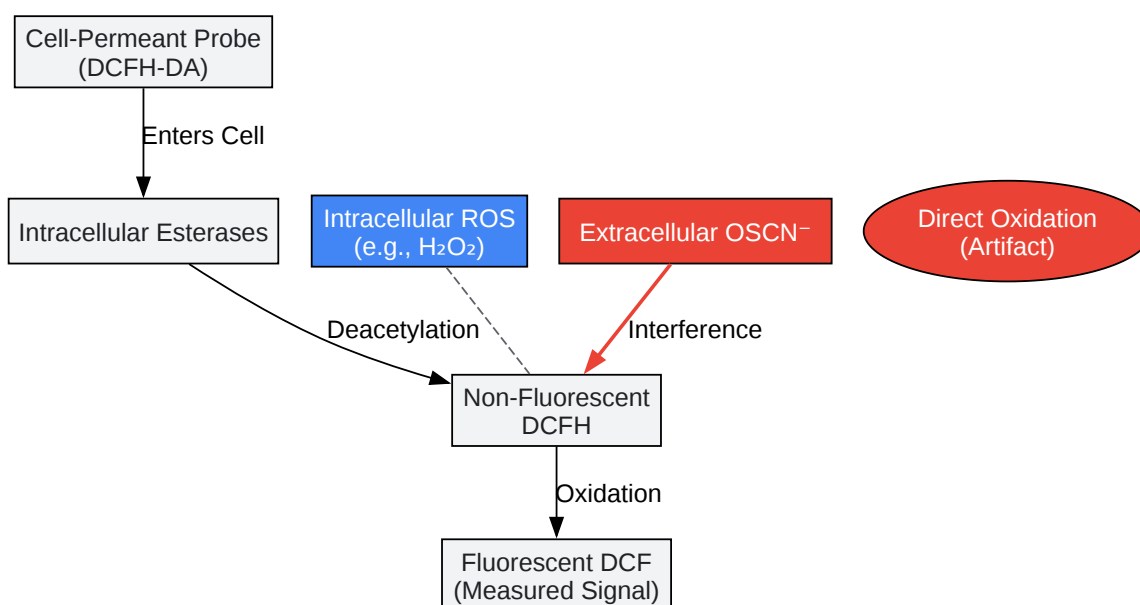 Cell-Permeant Probe
(DCFH-DA)
Enters Cell
Intracellular Esterases
Intracellular ROS
(e.g., H₂O₂)
Extracellular OSCN⁻
Direct Oxidation
(Artifact)
Deacetylation
Interference
Non-Fluorescent
DCFH
Oxidation
Fluorescent DCF
(Measured Signal)